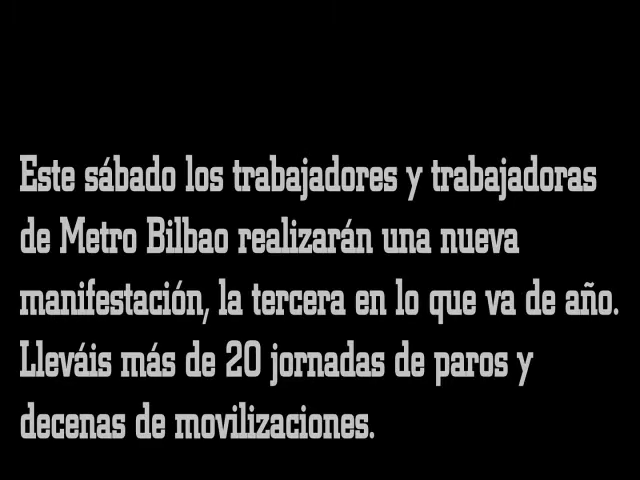 Este sábado los trabajadores y trabajadoras
de Metro Bilbao realizarán una nueva
manifestación, la tercera en lo que va de año.
Lleváis más de 20 jornadas de paros y
decenas de movilizaciones.